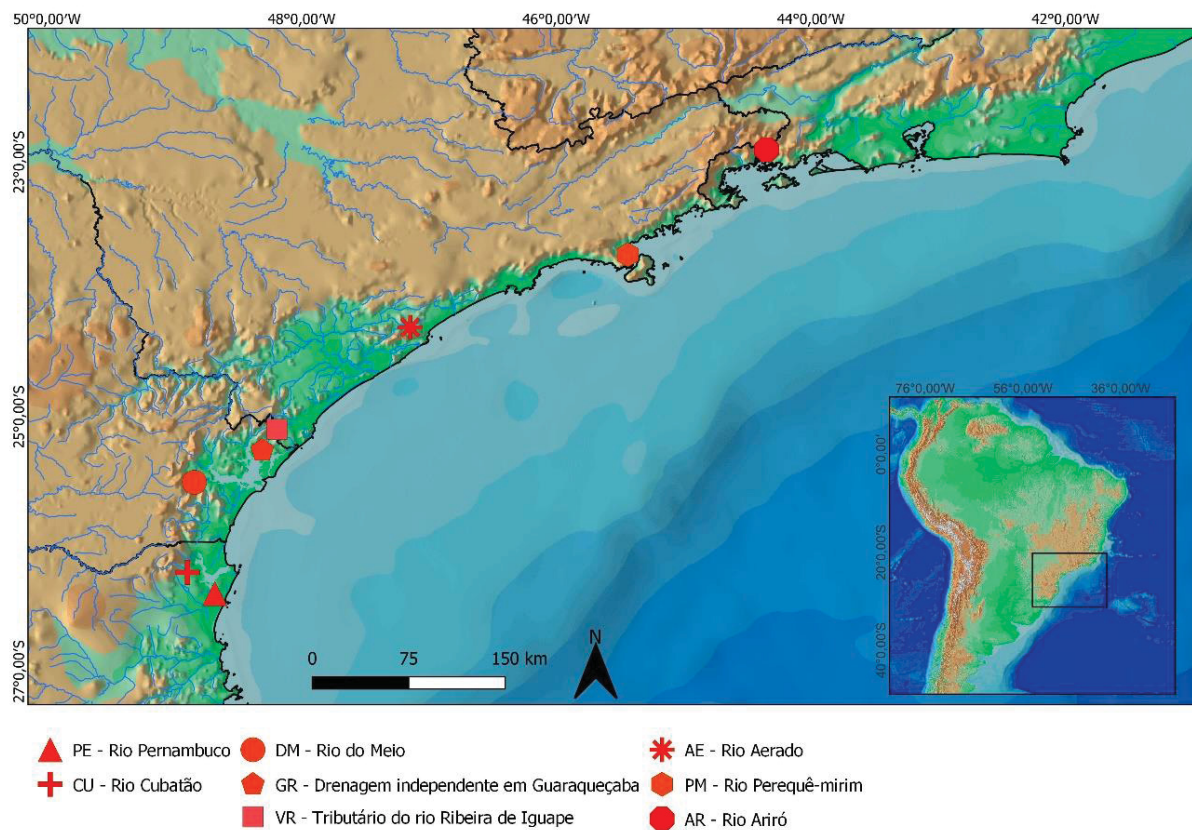 50°0,00'W 48°0,00'W 46°0,00'W 44°0,00'W 42°0,00'W
23°0,00'S
25°0,00'S
27°0,00'S
76°0,00'W 56°0,00'W 36°0,00'W
0°0,00'
20°0,00'S
40°0,00'S
N
0 75 150 km
PE - Rio Pernambuco
CU - Rio Cubatão
DM - Rio do Meio
GR - Drenagem independente em Guaraqueçaba
VR - Tributário do rio Ribeira de Iguape
AE - Rio Aerado
PM - Rio Perequê-mirim
AR - Rio Ariró